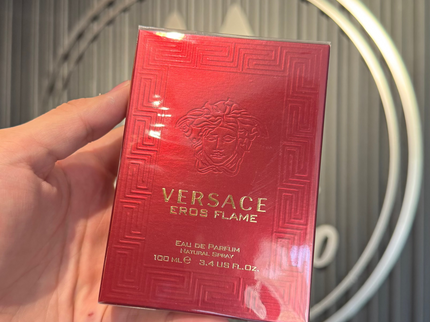 VERSACE
EROS FLAME
EAU DE PARFUM
NATURAL SPRAY
100 ML ℮ 3.4 US FL.OZ.